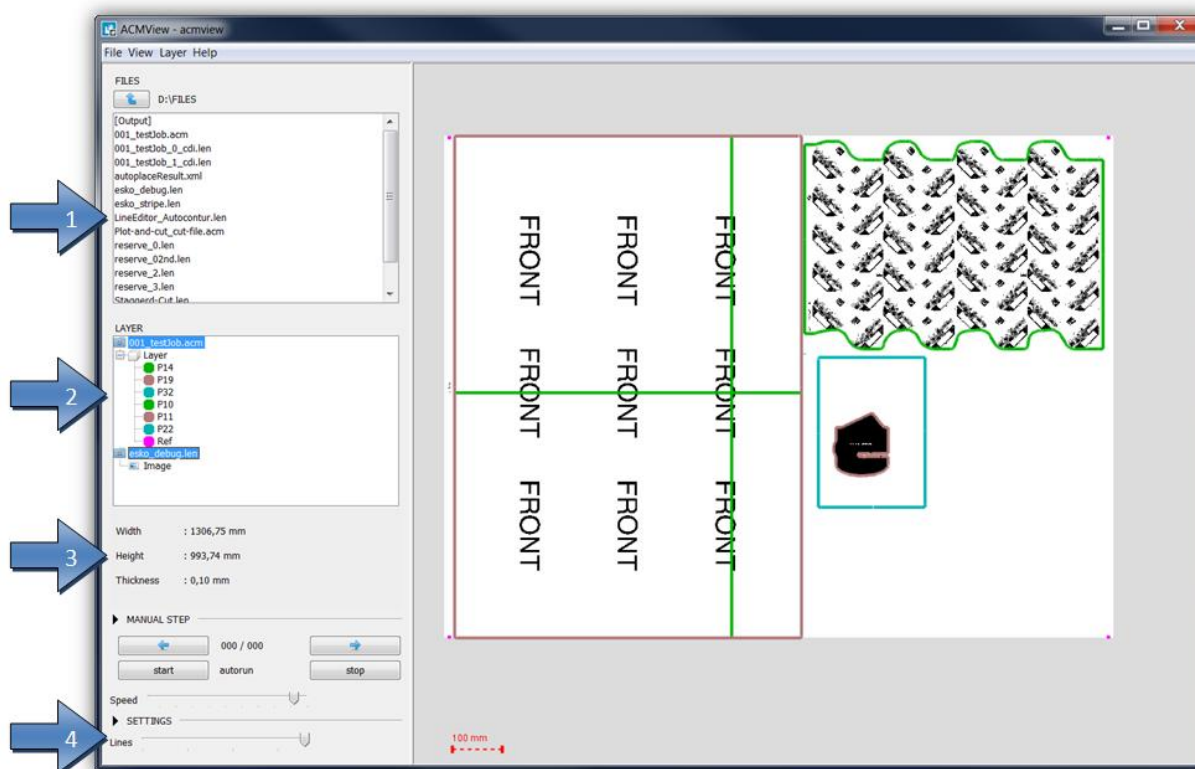 ACMView - acmview
File View Layer Help
FILES
D:\FILES
[Output]
001_testJob.acm
001_testJob_0_cdi.len
001_testJob_1_cdi.len
autoplaceResult.xml
esko_debug.len
esko_stripe.len
LineEditor_Autocontur.len
Plot-and-cut_cut-file.acm
reserve_0.len
reserve_02nd.len
reserve_2.len
reserve_3.len
Staggerd-Cut.len
1
LAYER
001_testJob.acm
Layer
P14
P19
P32
P10
P11
P22
Ref
esko_debug.len
Image
2
Width : 1306,75 mm
Height : 993,74 mm
Thickness : 0,10 mm
3
MANUAL STEP
000 / 000
start autorun stop
Speed
SETTINGS
Lines
4
FRONT FRONT FRONT
FRONT FRONT FRONT
FRONT FRONT FRONT
100 mm